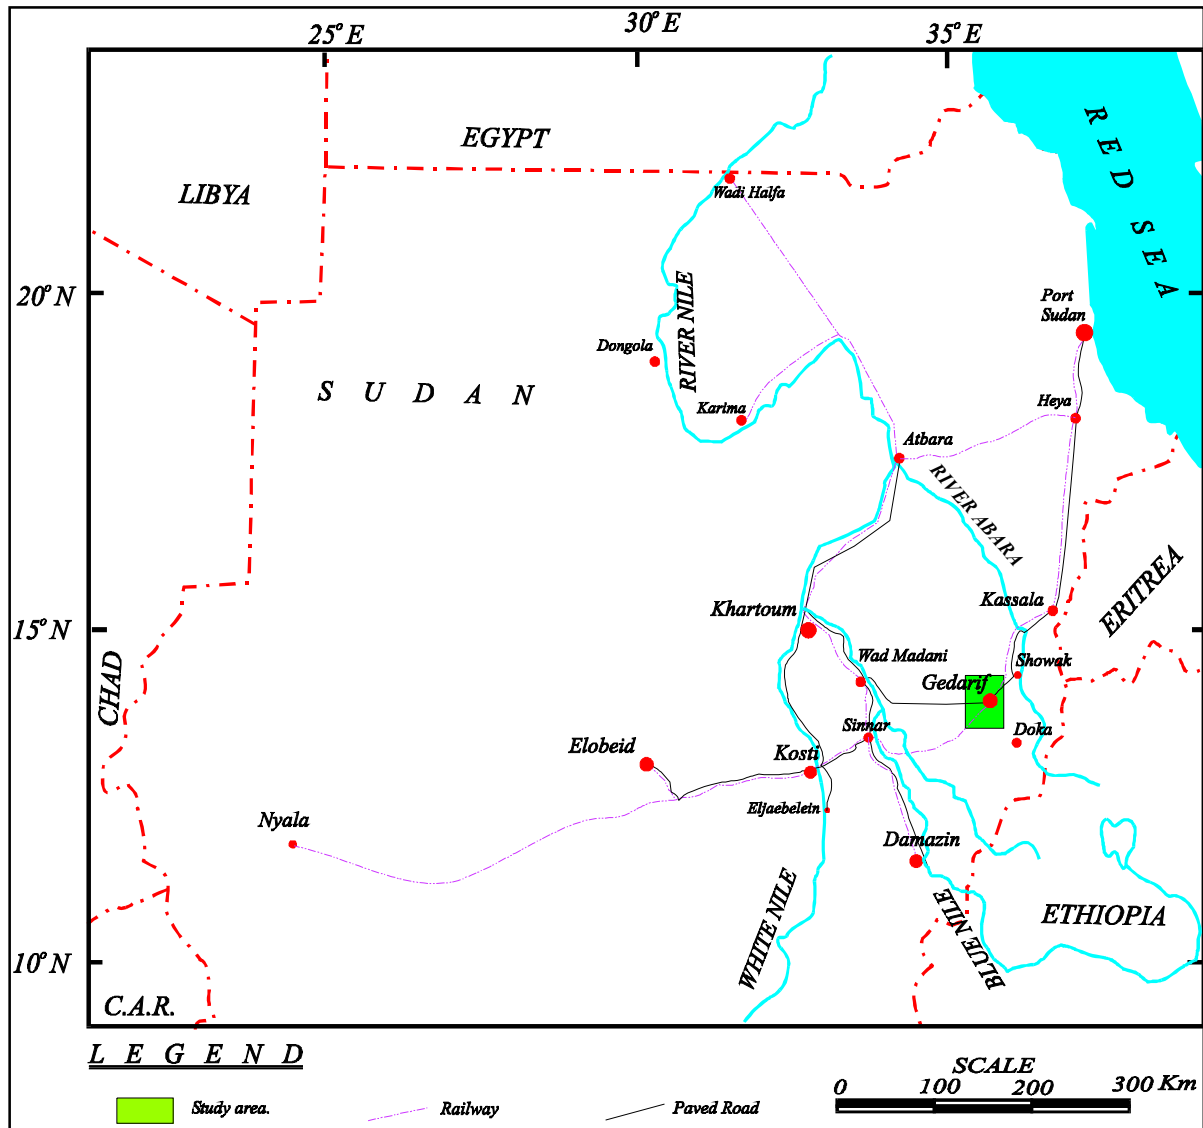 25° E
30° E
35° E
EGYPT
LIBYA
RED SEA
Wadi Halfa
20° N
Port
Sudan
RIVER NILE
Dongola
SUDAN
Karima
Heya
Atbara
RIVER ABARA
ERITREA
Kassala
Khartoum
15° N
Wad Madani
Showak
CHAD
Gedarif
Sinnar
Doka
Elobeid
Kosti
Eljaebelein
Nyala
Damazin
WHITE NILE
BLUE NILE
ETHIOPIA
10° N
C.A.R.
LEGEND
SCALE
0 100 200 300 Km
Study area.
Railway
Paved Road